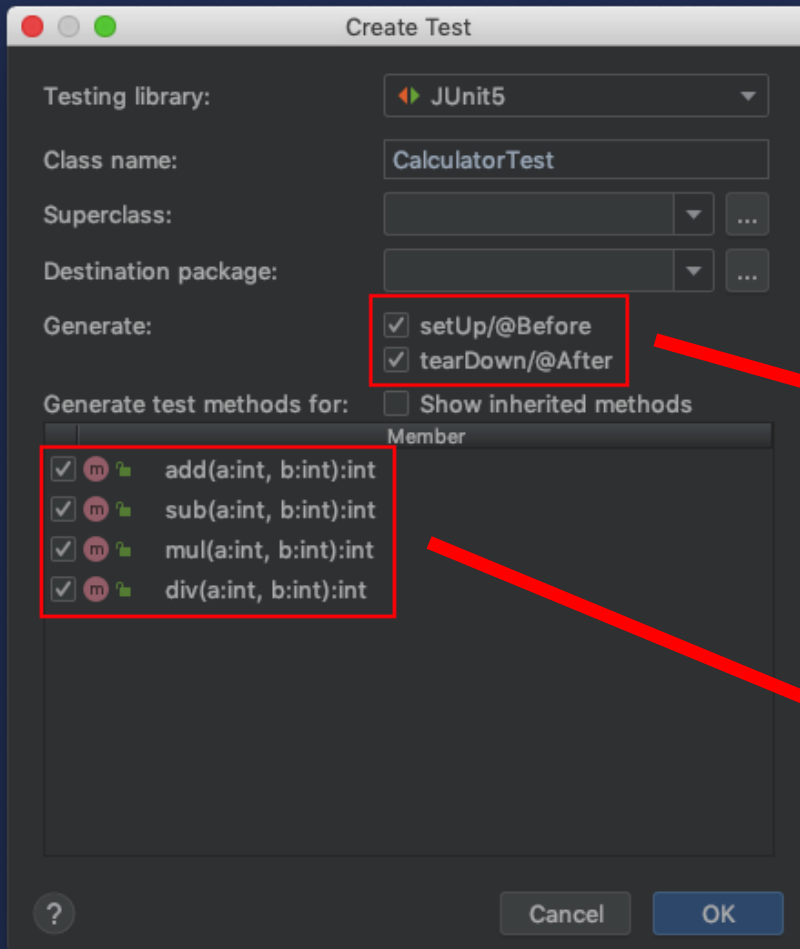 Create Test
Testing library: JUnit5
Class name: CalculatorTest
Superclass: ...
Destination package: ...
Generate: setUp/@Before
tearDown/@After
Generate test methods for: Show inherited methods
Member
m add(a:int, b:int):int
m sub(a:int, b:int):int
m mul(a:int, b:int):int
m div(a:int, b:int):int
? Cancel OK